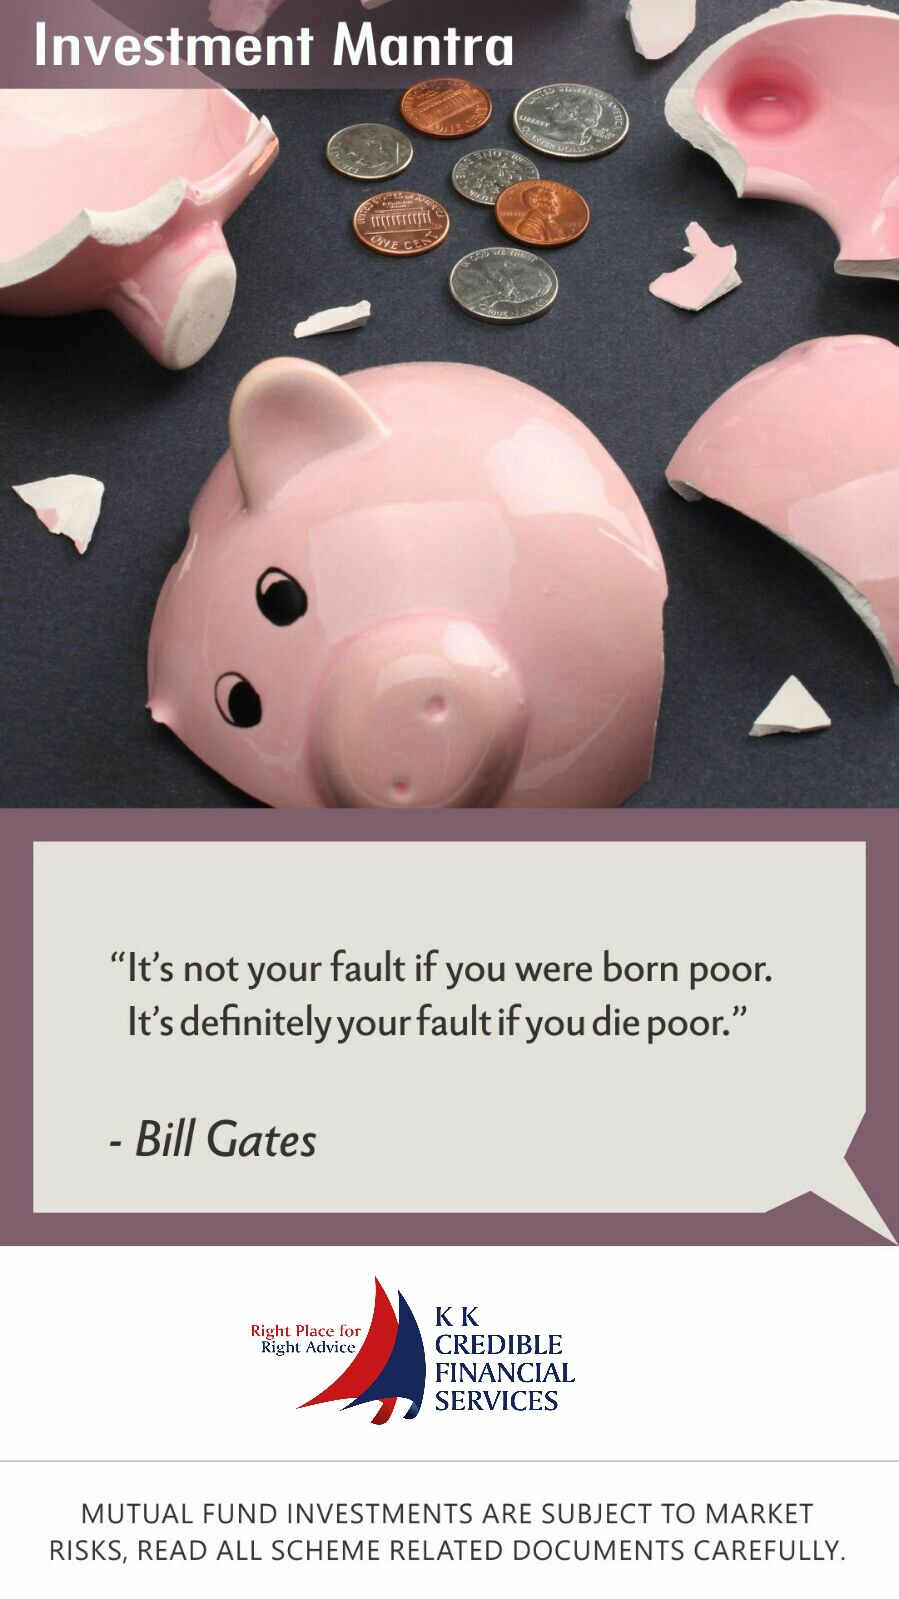 Investment Mantra
“It’s not your fault if you were born poor.
It’s definitely your fault if you die poor.”
- Bill Gates
Right Place for
Right Advice
K K
CREDIBLE
FINANCIAL
SERVICES
MUTUAL FUND INVESTMENTS ARE SUBJECT TO MARKET
RISKS, READ ALL SCHEME RELATED DOCUMENTS CAREFULLY.